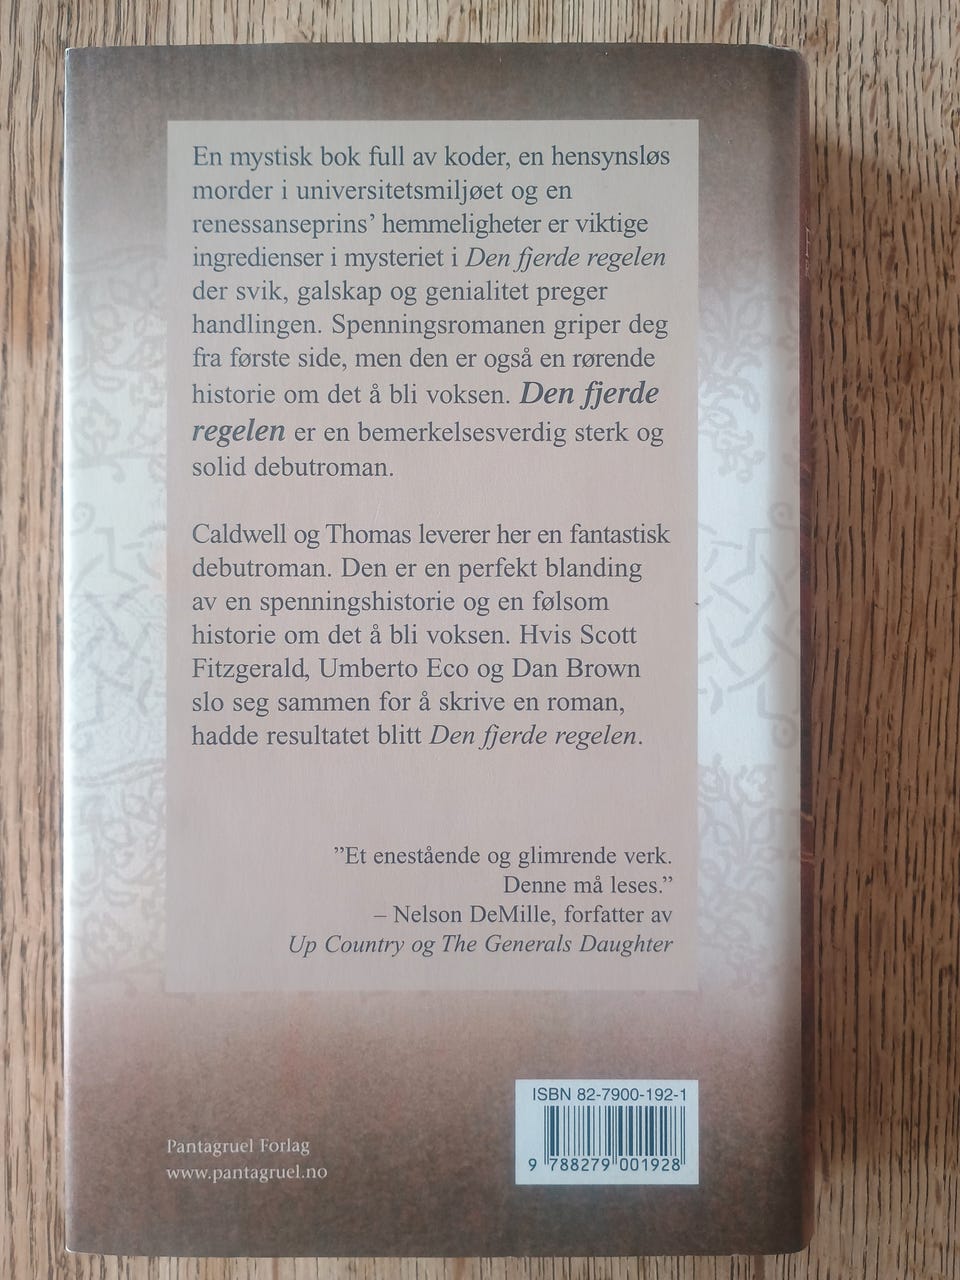 En mystisk bok full av koder, en hensynsløs
morder i universitetsmiljøet og en
renessanseprins’ hemmeligheter er viktige
ingredienser i mysteriet i Den fjerde regelen
der svik, galskap og genialitet preger
handlingen. Spenningsromanen griper deg
fra første side, men den er også en rørende
historie om det å bli voksen. Den fjerde
regelen er en bemerkelsesverdig sterk og
solid debutroman.
Caldwell og Thomas leverer her en fantastisk
debutroman. Den er en perfekt blanding
av en spenningshistorie og en følsom
historie om det å bli voksen. Hvis Scott
Fitzgerald, Umberto Eco og Dan Brown
slo seg sammen for å skrive en roman,
hadde resultatet blitt Den fjerde regelen.
”Et enestående og glimrende verk.
Denne må leses.”
– Nelson DeMille, forfatter av
Up Country og The Generals Daughter
ISBN 82-7900-192-1
9 788279 001928
Pantagruel Forlag
www.pantagruel.no